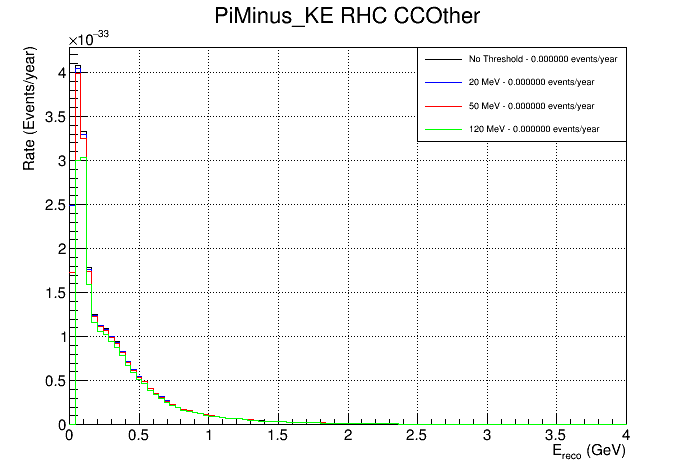 PiMinus_KE RHC CCOther
×10⁻³³
Rate (Events/year)
No Threshold - 0.000000 events/year
20 MeV - 0.000000 events/year
50 MeV - 0.000000 events/year
120 MeV - 0.000000 events/year
4
3.5
3
2.5
2
1.5
1
0.5
0
0 0.5 1 1.5 2 2.5 3 3.5 4
E_reco (GeV)